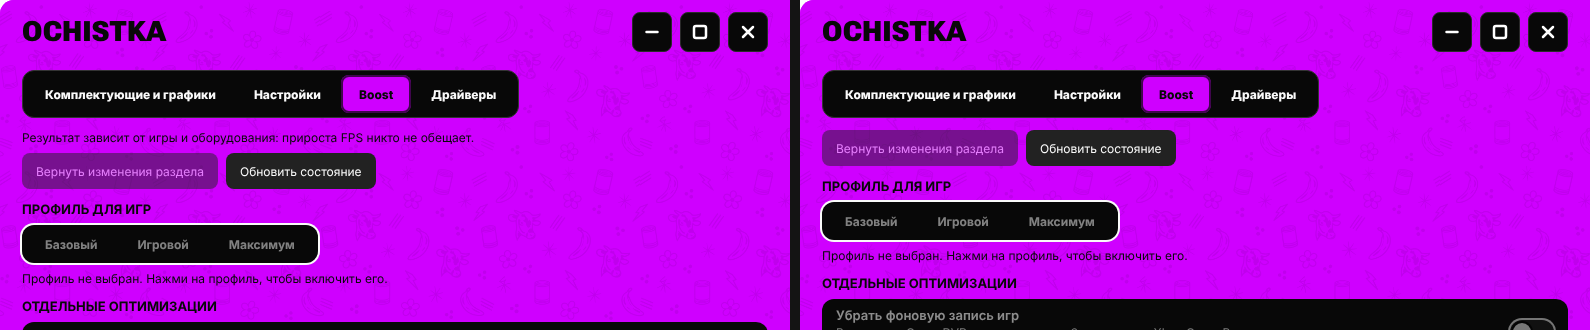 OCHISTKA
Комплектующие и графики Настройки Boost Драйверы
Результат зависит от игры и оборудования: прироста FPS никто не обещает.
Вернуть изменения раздела Обновить состояние
ПРОФИЛЬ ДЛЯ ИГР
Базовый Игровой Максимум
Профиль не выбран. Нажми на профиль, чтобы включить его.
ОТДЕЛЬНЫЕ ОПТИМИЗАЦИИ
OCHISTKA
Комплектующие и графики Настройки Boost Драйверы
Вернуть изменения раздела Обновить состояние
ПРОФИЛЬ ДЛЯ ИГР
Базовый Игровой Максимум
Профиль не выбран. Нажми на профиль, чтобы включить его.
ОТДЕЛЬНЫЕ ОПТИМИЗАЦИИ
Убрать фоновую запись игр